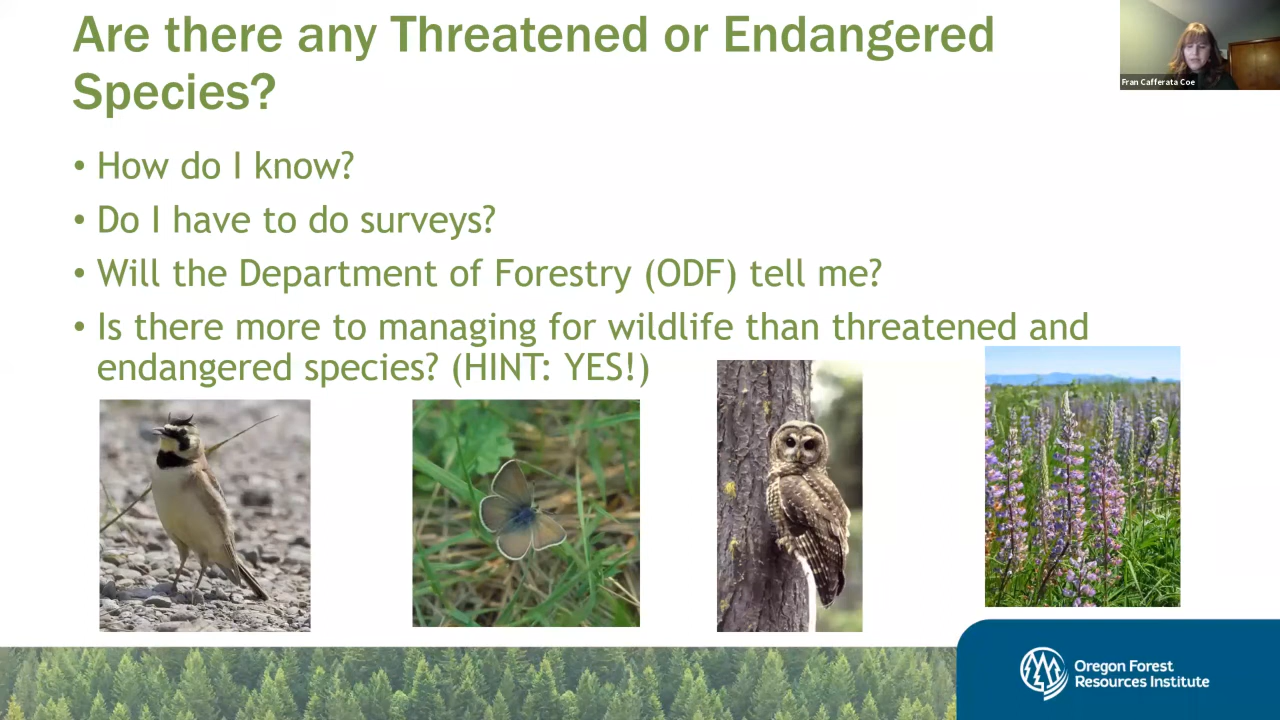 Are there any Threatened or Endangered
Species?
Fran Cafferata Coe
• How do I know?
• Do I have to do surveys?
• Will the Department of Forestry (ODF) tell me?
• Is there more to managing for wildlife than threatened and
endangered species? (HINT: YES!)
Oregon Forest
Resources Institute